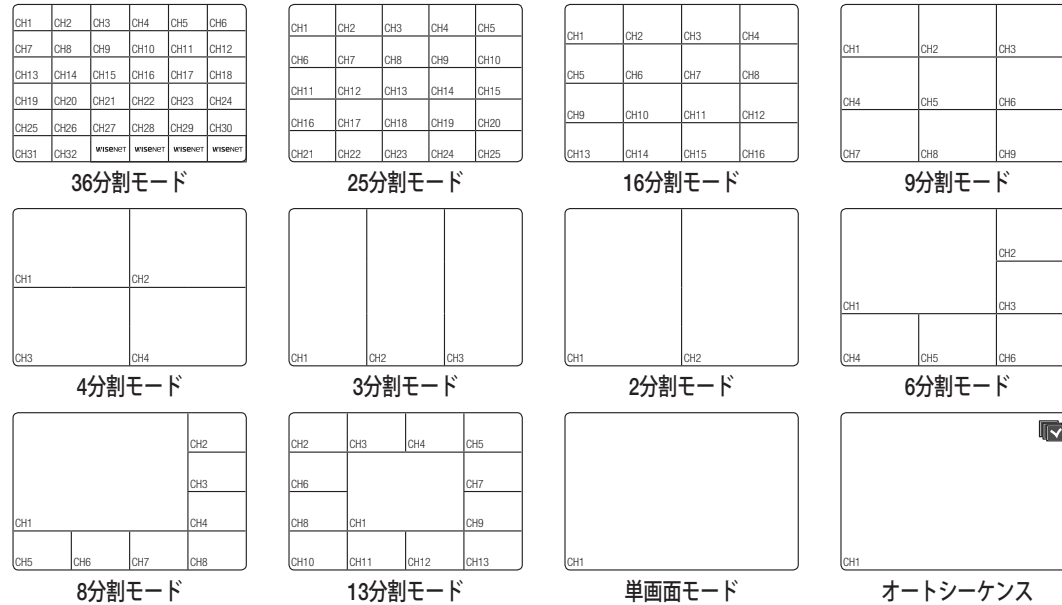 CH1 CH2 CH3 CH4 CH5 CH6
CH7 CH8 CH9 CH10 CH11 CH12
CH13 CH14 CH15 CH16 CH17 CH18
CH19 CH20 CH21 CH22 CH23 CH24
CH25 CH26 CH27 CH28 CH29 CH30
CH31 CH32 WISENET WISENET WISENET WISENET
36分割モード
CH1 CH2 CH3 CH4 CH5
CH6 CH7 CH8 CH9 CH10
CH11 CH12 CH13 CH14 CH15
CH16 CH17 CH18 CH19 CH20
CH21 CH22 CH23 CH24 CH25
25分割モード
CH1 CH2 CH3 CH4
CH5 CH6 CH7 CH8
CH9 CH10 CH11 CH12
CH13 CH14 CH15 CH16
16分割モード
CH1 CH2 CH3
CH4 CH5 CH6
CH7 CH8 CH9
9分割モード
CH1 CH2
CH3 CH4
4分割モード
CH1 CH2 CH3
3分割モード
CH1 CH2
2分割モード
CH2
CH1 CH3
CH4 CH5 CH6
6分割モード
CH2
CH3
CH1 CH4
CH5 CH6 CH7 CH8
8分割モード
CH2 CH3 CH4 CH5
CH6 CH7
CH8 CH1 CH9
CH10 CH11 CH12 CH13
13分割モード
CH1
単画面モード
CH1
オートシーケンス